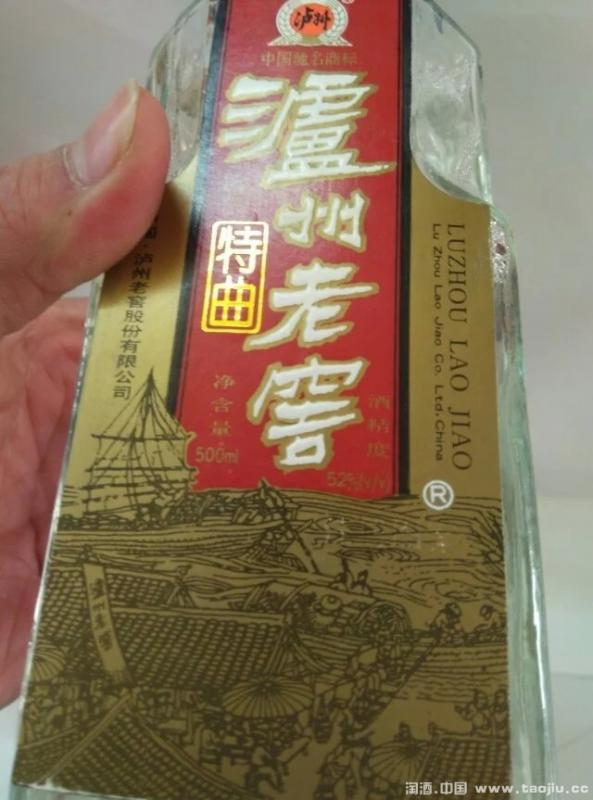 泸州
中国驰名商标
瀘州老窖
特曲
泸州老窖股份有限公司
LUZHOU LAO JIAO
Lu Zhou Lao Jiao Co. Ltd. China
净含量
500ml
酒精度
52%(v/v)
®
淘酒.中国 www.taojiu.cc